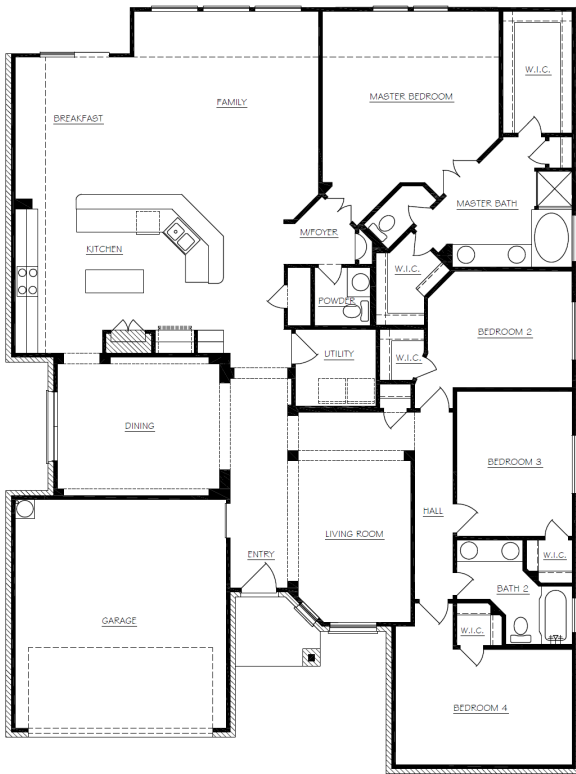 W.I.C.
FAMILY
MASTER BEDROOM
BREAKFAST
MASTER BATH
M/FOYER
KITCHEN
W.I.C.
POWDER
BEDROOM 2
UTILITY
W.I.C.
DINING
BEDROOM 3
HALL
LIVING ROOM
ENTRY
W.I.C.
BATH 2
GARAGE
W.I.C.
BEDROOM 4